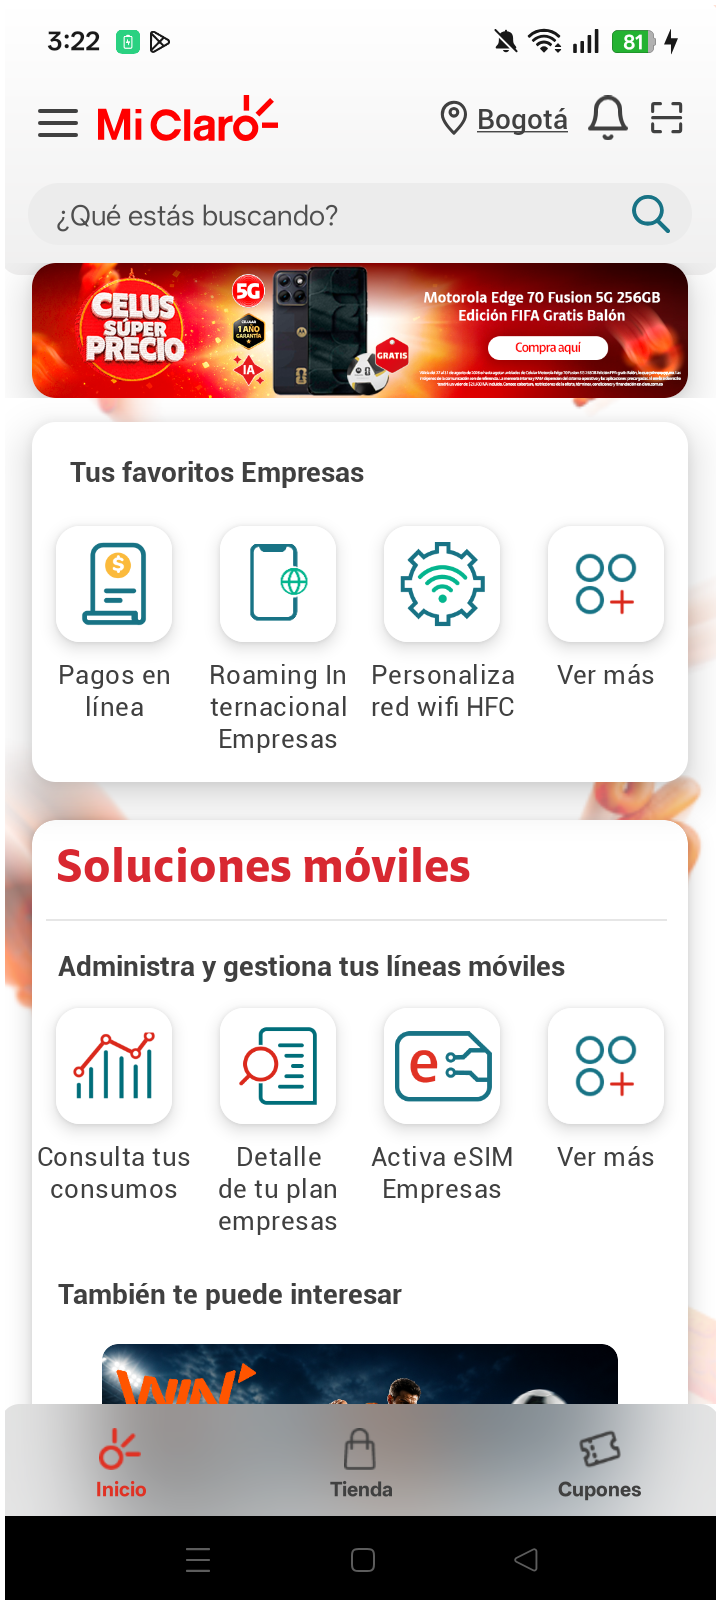 3:22
81
Mi Claro
Bogotá
¿Qué estás buscando?
CELUS
SÚPER
PRECIO
5G
1 AÑO
GARANTÍA
IA
GRATIS
Motorola Edge 70 Fusion 5G 256GB
Edición FIFA Gratis Balón
Compra aquí
Tus favoritos Empresas
Pagos en
línea
Roaming In
ternacional
Empresas
Personaliza
red wifi HFC
Ver más
Soluciones móviles
Administra y gestiona tus líneas móviles
Consulta tus
consumos
Detalle
de tu plan
empresas
e
Activa eSIM
Empresas
Ver más
También te puede interesar
WIN
Inicio
Tienda
Cupones